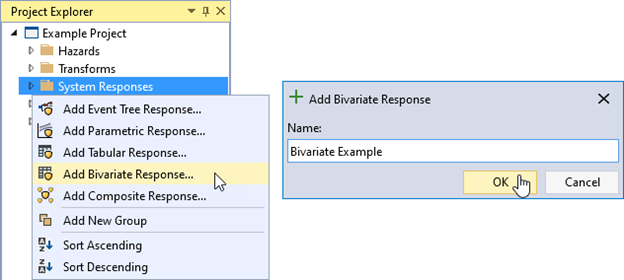 Project Explorer
Example Project
Hazards
Transforms
System Responses
Add Event Tree Response...
Add Parametric Response...
Add Tabular Response...
Add Bivariate Response...
Add Composite Response...
Add New Group
Sort Ascending
Sort Descending
Add Bivariate Response
Name:
Bivariate Example
OK
Cancel